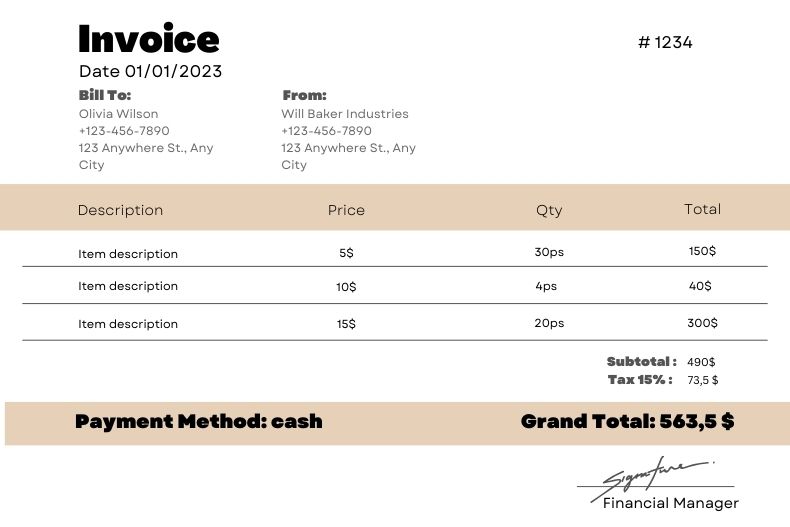 Invoice
# 1234
Date 01/01/2023
Bill To: From:
Olivia Wilson Will Baker Industries
+123-456-7890 +123-456-7890
123 Anywhere St., Any 123 Anywhere St., Any
City City
Description Price Qty Total
Item description 5$ 30ps 150$
Item description 10$ 4ps 40$
Item description 15$ 20ps 300$
Subtotal : 490$
Tax 15% : 73,5 $
Payment Method: cash Grand Total: 563,5 $
Signature
Financial Manager